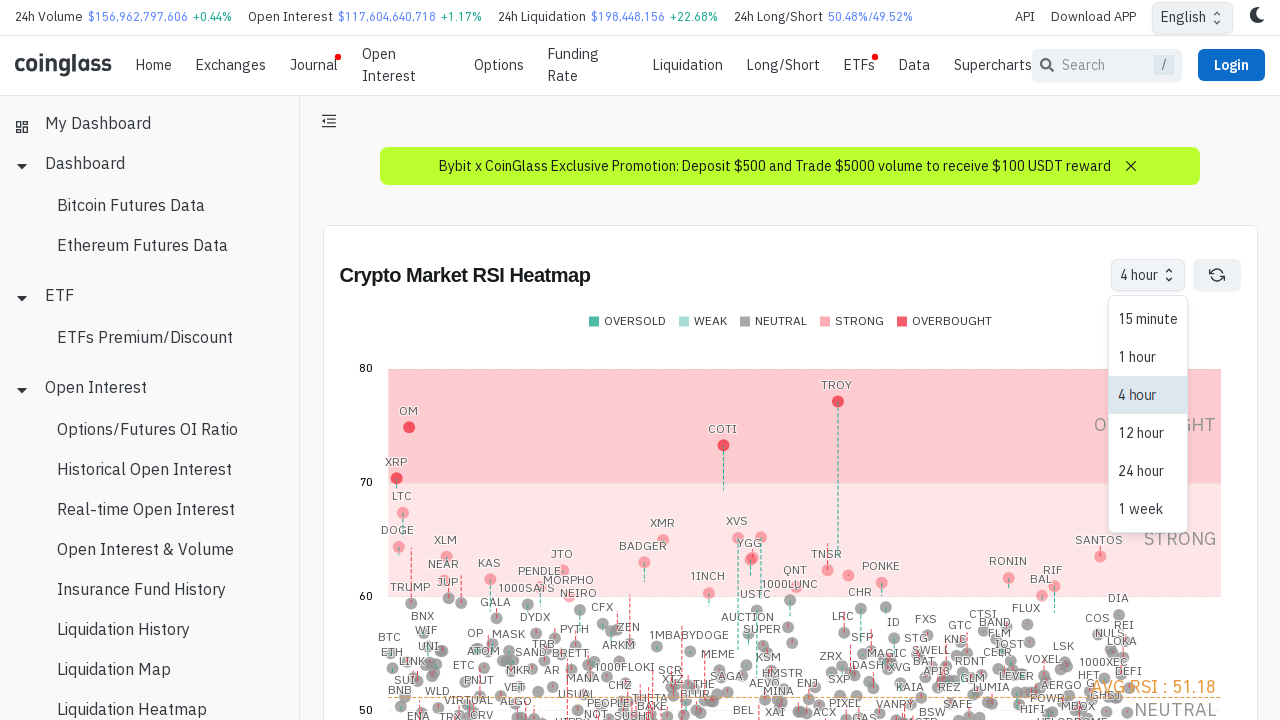 24h Volume $156,962,797,606 +0.44% Open Interest $117,604,640,718 +1.17% 24h Liquidation $198,448,156 +22.68% 24h Long/Short 50.48%/49.52% API Download APP English
coinglass Home Exchanges Journal Open Interest Options Funding Rate Liquidation Long/Short ETFs Data Supercharts Search / Login
My Dashboard
Dashboard
Bitcoin Futures Data
Ethereum Futures Data
ETF
ETFs Premium/Discount
Open Interest
Options/Futures OI Ratio
Historical Open Interest
Real-time Open Interest
Open Interest & Volume
Insurance Fund History
Liquidation History
Liquidation Map
Liquidation Heatmap
Bybit x CoinGlass Exclusive Promotion: Deposit $500 and Trade $5000 volume to receive $100 USDT reward
Crypto Market RSI Heatmap
4 hour
15 minute
1 hour
4 hour
12 hour
24 hour
1 week
OVERSOLD WEAK NEUTRAL STRONG OVERBOUGHT
80
TROY
OM
COTI
XRP
70
LTC
DOGE
XMR
XVS
XLM
BADGER
YGG
SANTOS
STRONG
NEAR
KAS
JTO
TNSR
RONIN
PENDLE
1INCH
QNT
PONKE
RIF
TRUMP
JUP
1000SATS
MORPHO
NEIRO
USTC
1000LUNC
CHR
BAL
60
GALA
CFX
DIA
BNX
DYDX
AUCTION
LRC
FLUX
WIF
OP
MASK
PYTH
ZEN
1MBABYDOGE
SUPER
ID
FXS
GTC
CTSI
BAND
COS
REI
BTC
UNI
TRB
ARKM
SFP
STG
KNC
FLM
IOST
LOKA
ETH
LINK
ATOM
SAND
BRETT
MEME
KSM
ZRX
MAGIC
SWELL
CELR
LSK
ETC
MKR
AR
1000FLOKI
SCR
HMSTR
DASH
XVG
BAT
RDNT
VOXEL
1000XEC
SUI
PNUT
MANA
SAGA
SXP
API3
GLM
LEVER
HFT
DEFI
BNB
WLD
VET
USUAL
CHZ
THE
AEVO
ENJ
KAIA
REZ
LUMIA
AERGO
AVG RSI : 51.18
VIRTUAL
ALGO
PEOPLE
BLUR
MINA
PIXEL
VANRY
SAFE
GHST
50
ENA
TRX
CRV
NOT
SUSHI
BAKE
BEL
XAI
ACX
GAS
BSW
HIFI
MBOX
NEUTRAL